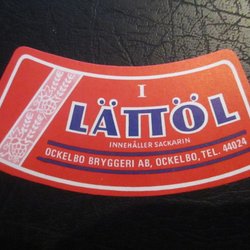 I
LÄTTÖL
INNEHÅLLER SACKARIN
OCKELBO BRYGGERI AB, OCKELBO, TEL. 44024